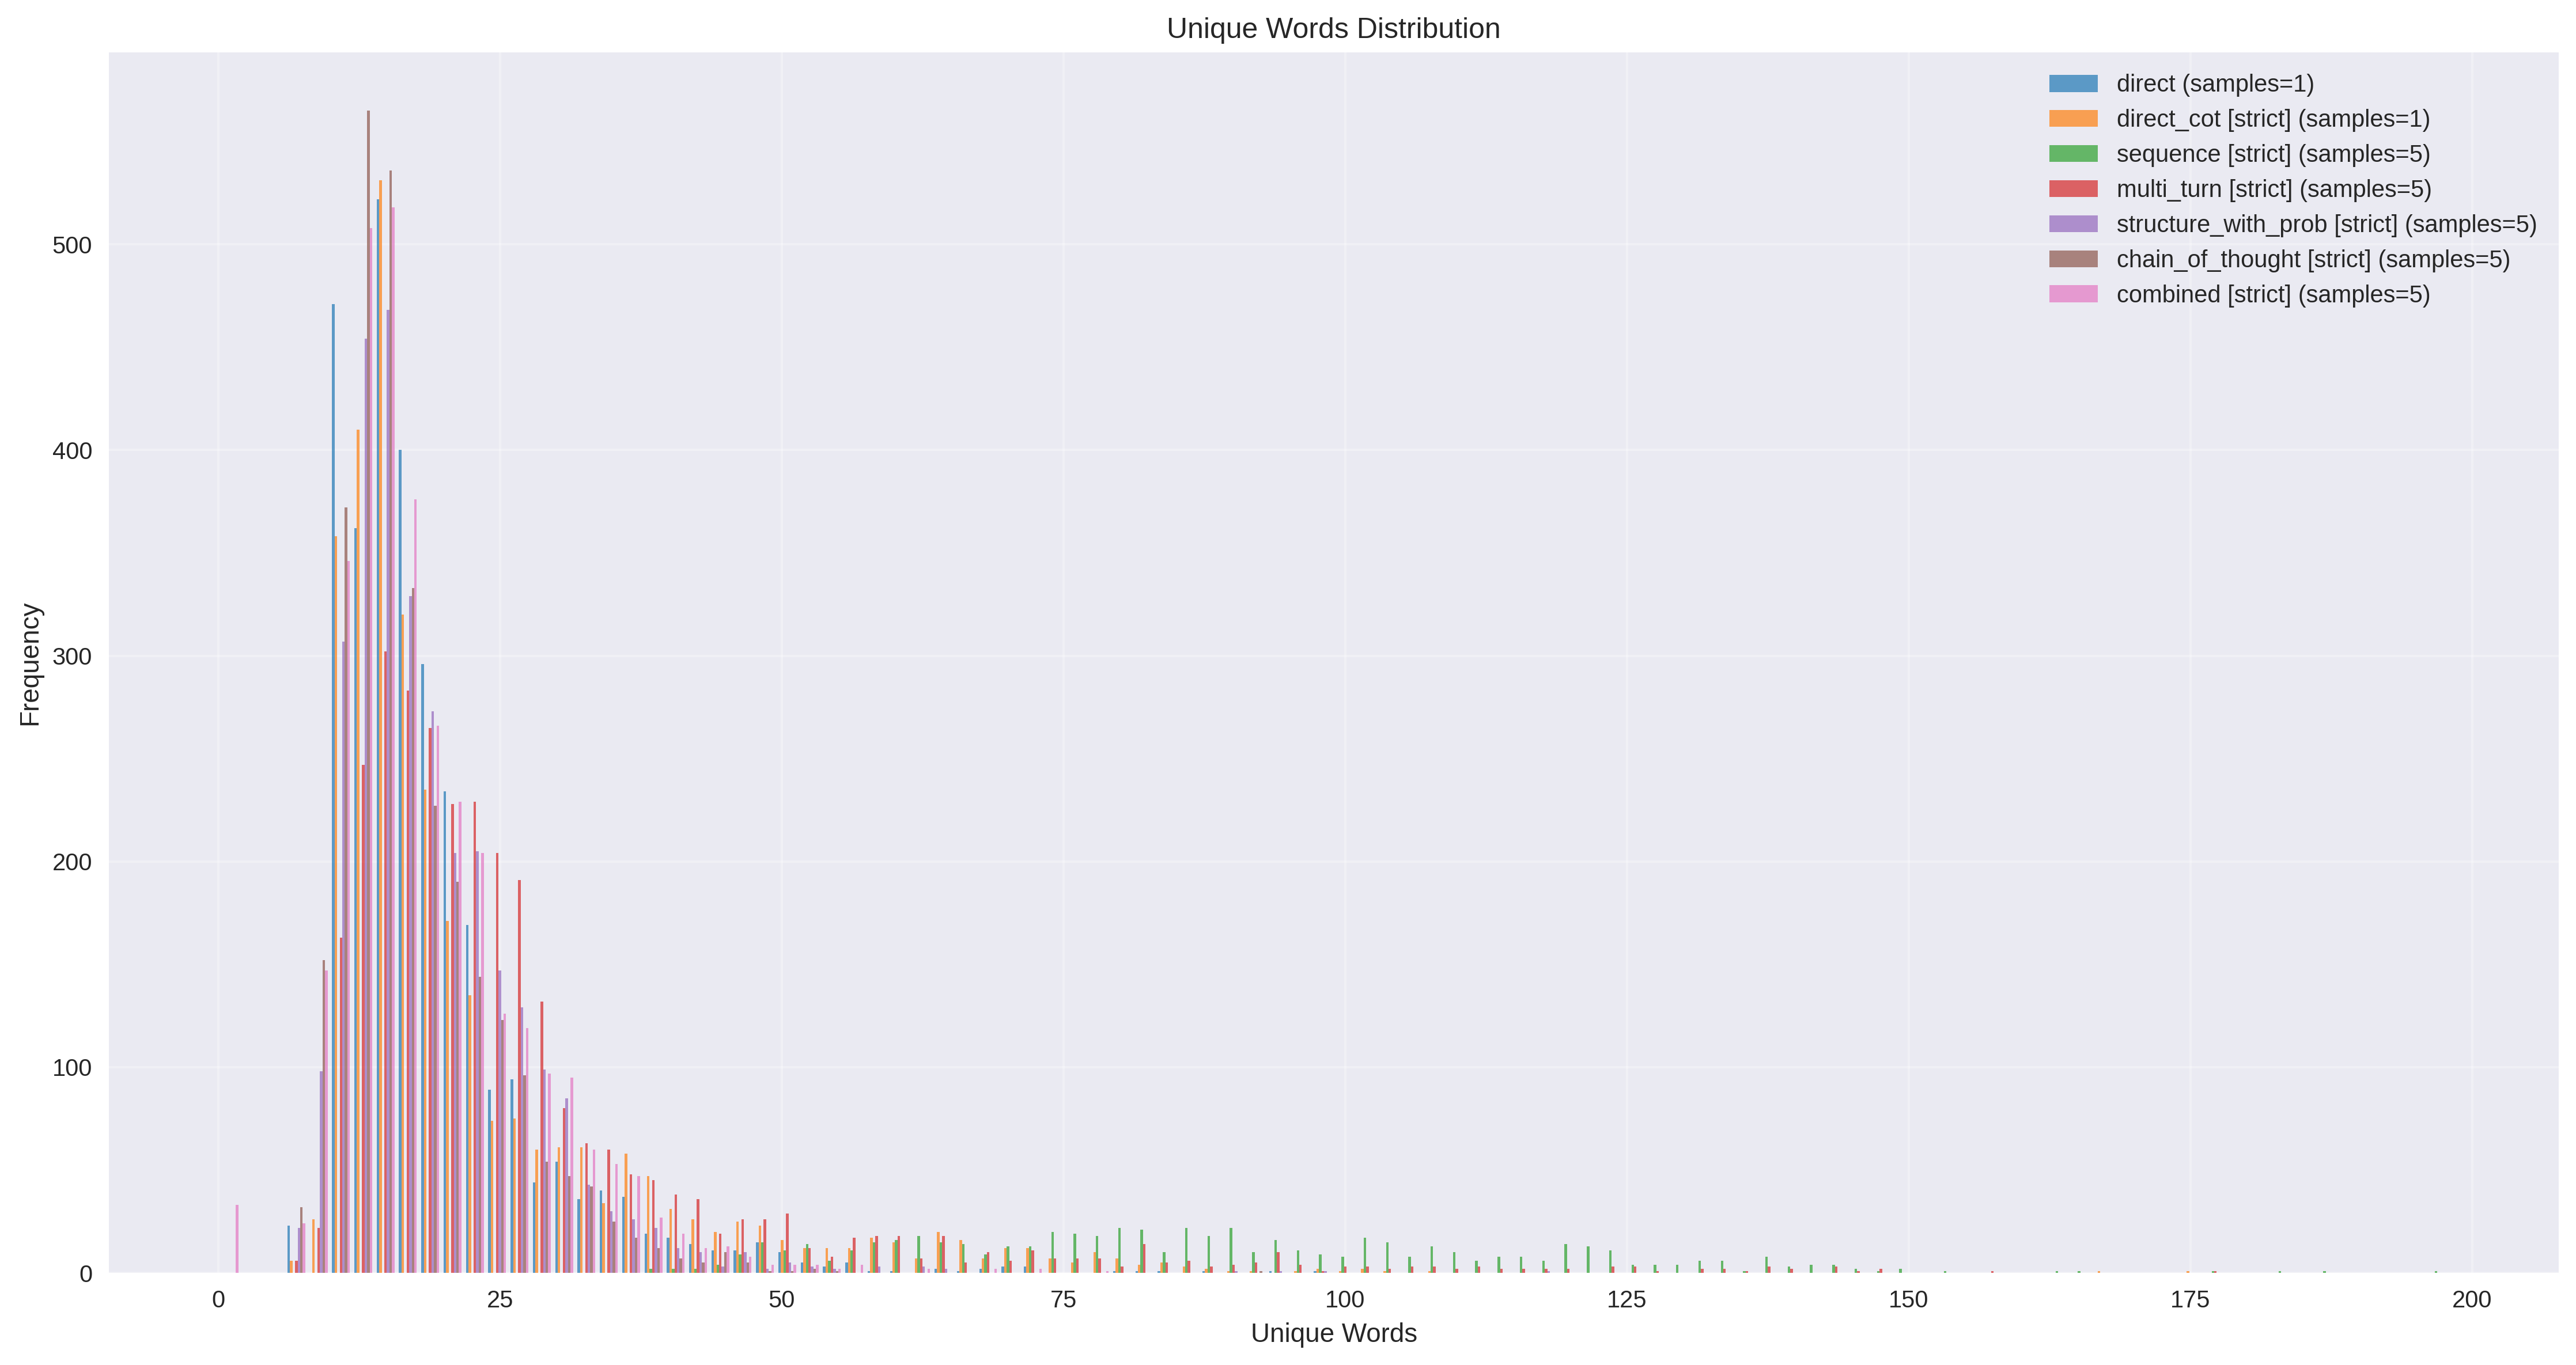 Unique Words Distribution
direct (samples=1)
direct_cot [strict] (samples=1)
sequence [strict] (samples=5)
multi_turn [strict] (samples=5)
structure_with_prob [strict] (samples=5)
chain_of_thought [strict] (samples=5)
combined [strict] (samples=5)
Frequency
500
400
300
200
100
0
0 25 50 75 100 125 150 175 200
Unique Words